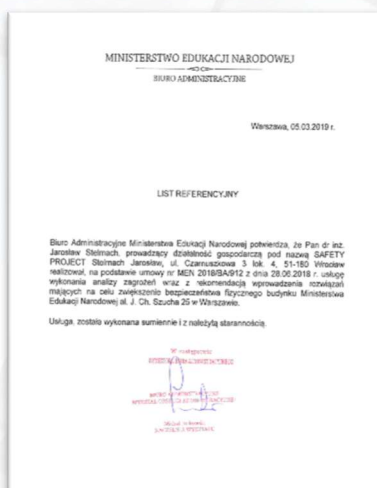 MINISTERSTWO EDUKACJI NARODOWEJ
BIURO ADMINISTRACYJNE
Warszawa, 05.03.2019 r.
LIST REFERENCYJNY
Biuro Administracyjne Ministerstwa Edukacji Narodowej potwierdza, że Pan dr inż.
Jarosław Stelmach, prowadzący działalność gospodarczą pod nazwą SAFETY
PROJECT Stelmach Jarosław, ul. Czarnuszkowa 3 lok. 4, 51-180 Wrocław
realizował, na podstawie umowy nr MEN 2018/BA/912 z dnia 28.06.2018 r. usługę
wykonania analizy zagrożeń wraz z rekomendacją wprowadzenia rozwiązań
mających na celu zwiększenie bezpieczeństwa fizycznego budynku Ministerstwa
Edukacji Narodowej al. J. Ch. Szucha 25 w Warszawie.
Usługa, została wykonana sumiennie i z należytą starannością.
W zastępstwie